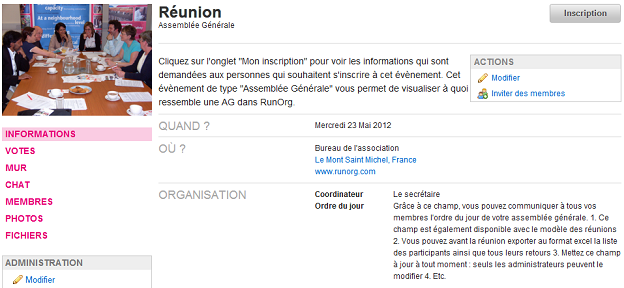 capacity
At a neighbourhood
level
INFORMATIONS
VOTES
MUR
CHAT
MEMBRES
PHOTOS
FICHIERS
ADMINISTRATION
Modifier
Réunion
Assemblée Générale
Inscription
Cliquez sur l'onglet "Mon inscription" pour voir les informations qui sont
demandées aux personnes qui souhaitent s'inscrire à cet évènement. Cet
évènement de type "Assemblée Générale" vous permet de visualiser à quoi
ressemble une AG dans RunOrg.
ACTIONS
Modifier
Inviter des membres
QUAND ?
Mercredi 23 Mai 2012
OÙ ?
Bureau de l'association
Le Mont Saint Michel, France
www.runorg.com
ORGANISATION
Coordinateur
Le secrétaire
Ordre du jour
Grâce à ce champ, vous pouvez communiquer à tous vos
membres l'ordre du jour de votre assemblée générale. 1. Ce
champ est également disponible avec le modèle des réunions
2. Vous pouvez avant la réunion exporter au format excel la liste
des participants ainsi que tous leurs retours 3. Mettez ce champ
à jour à tout moment : seuls les administrateurs peuvent le
modifier 4. Etc.